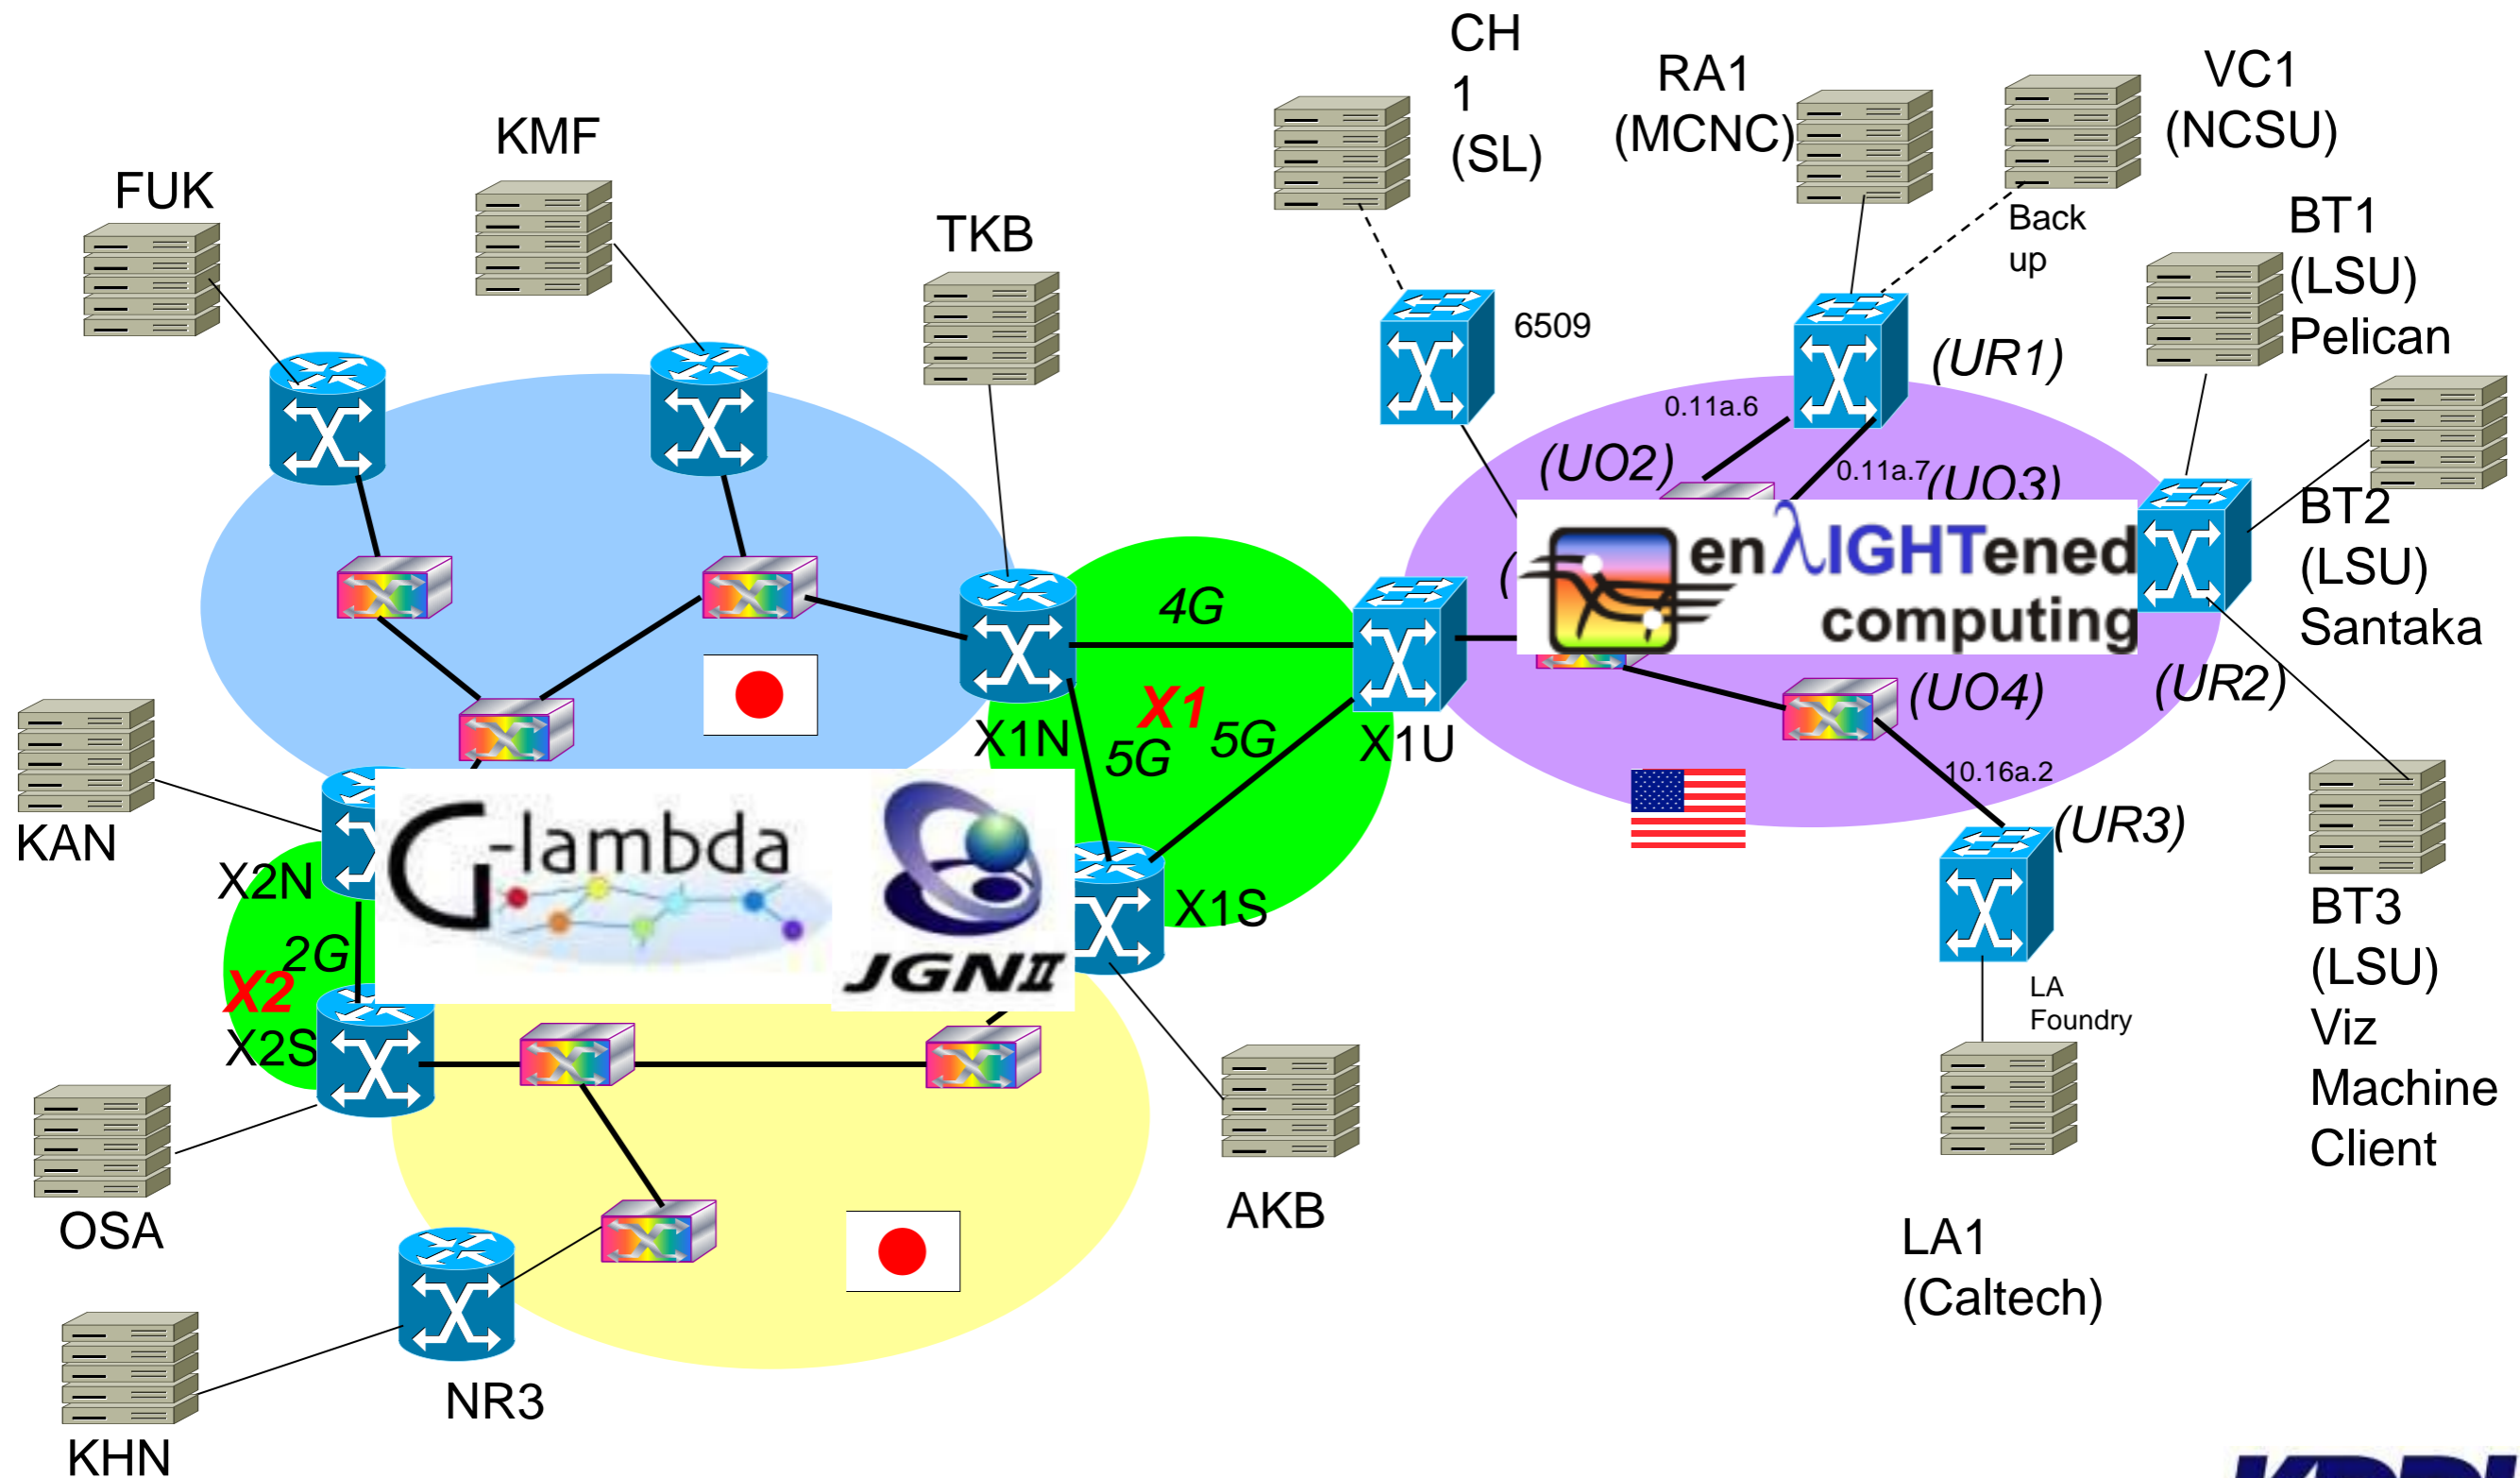 CH
1
(SL)
RA1
(MCNC)
VC1
(NCSU)
KMF
FUK
TKB
Back
up
BT1
(LSU)
Pelican
6509
(UR1)
0.11a.6
(UO2)
0.11a.7
(UO3)
BT2
(LSU)
Santaka
enλIGHTened
computing
4G
(
X1
5G
5G
X1N
X1U
(UO4)
(UR2)
10.16a.2
(UR3)
KAN
X2N
G-lambda
JGNII
X1S
2G
X2
X2S
BT3
(LSU)
Viz
Machine
Client
LA
Foundry
OSA
AKB
LA1
(Caltech)
NR3
KHN